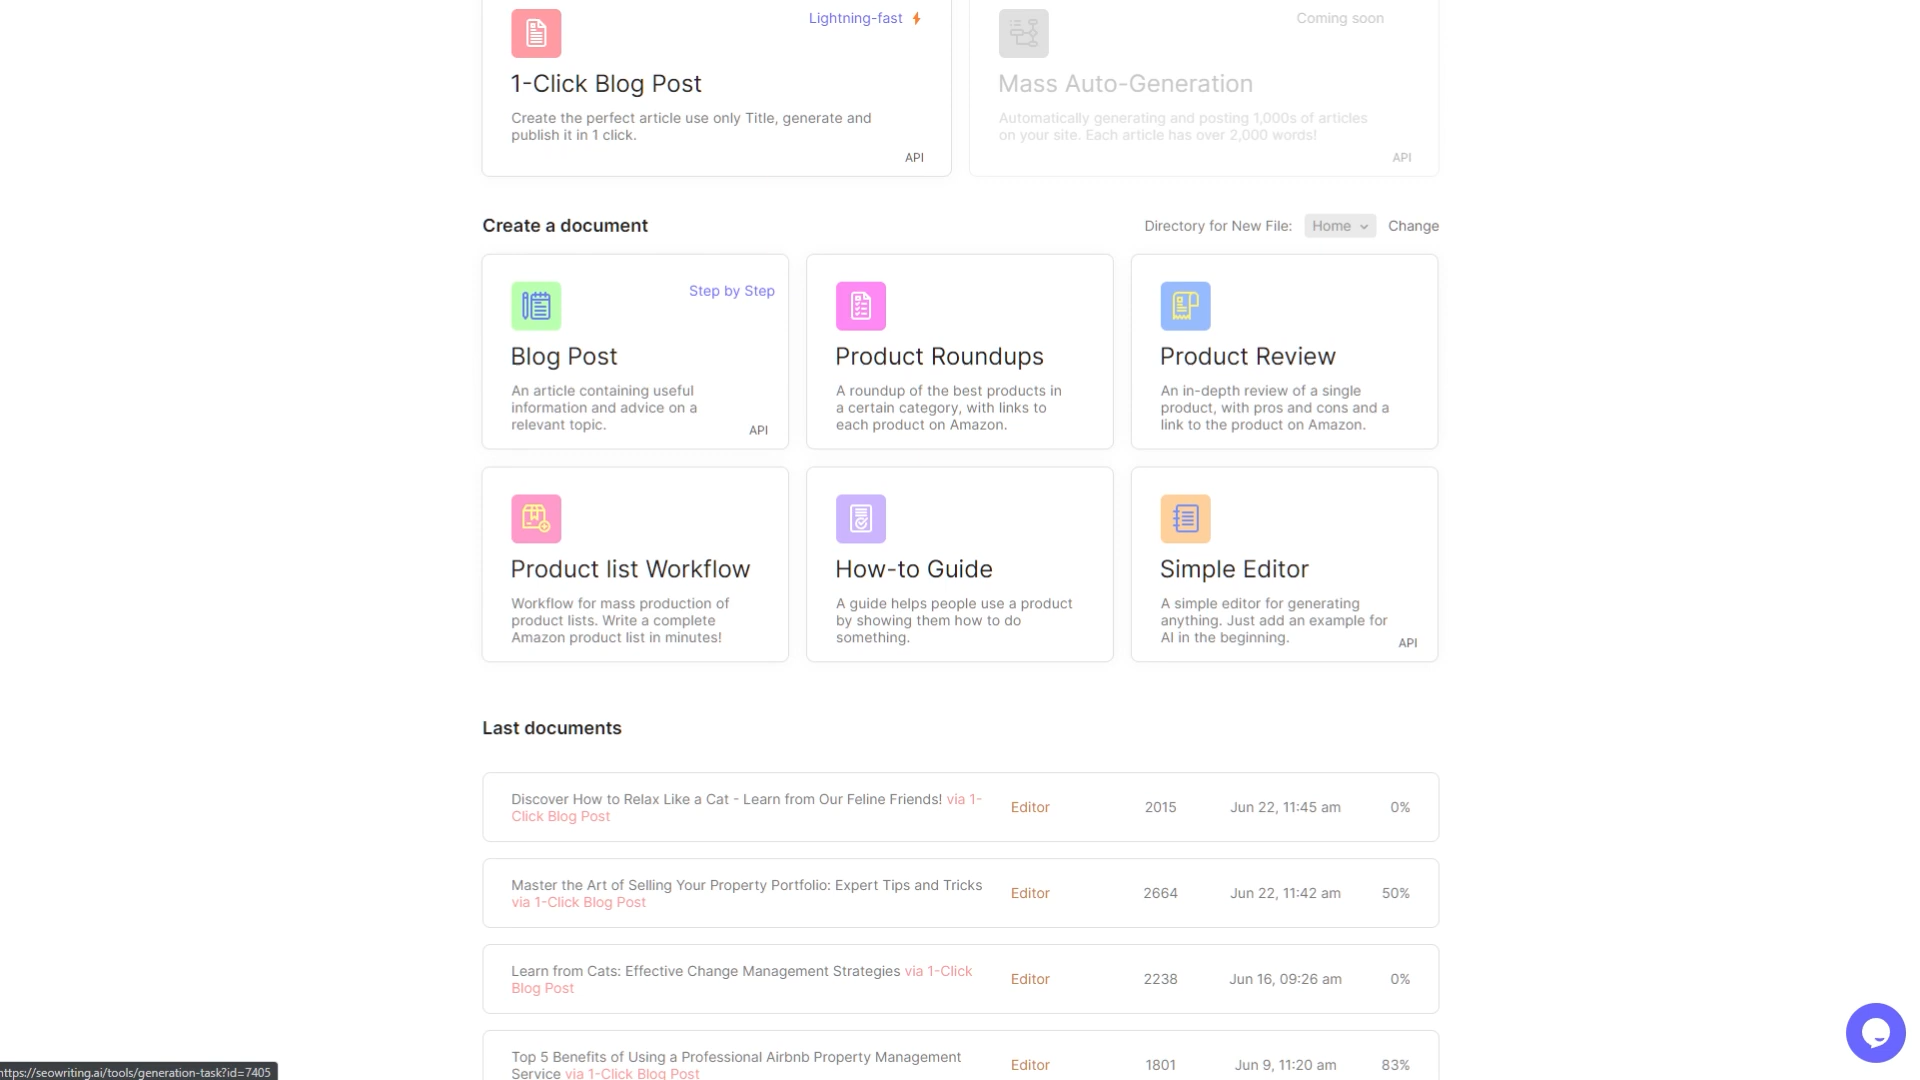 Lightning-fast
Coming soon
1-Click Blog Post
Mass Auto-Generation
Create the perfect article use only Title, generate and
publish it in 1 click.
Automatically generating and posting 1,000s of articles
on your site. Each article has over 2,000 words!
API
API
Create a document
Directory for New File: Home Change
Step by Step
Blog Post
An article containing useful
information and advice on a
relevant topic.
API
Product Roundups
A roundup of the best products in
a certain category, with links to
each product on Amazon.
Product Review
An in-depth review of a single
product, with pros and cons and a
link to the product on Amazon.
Product list Workflow
Workflow for mass production of
product lists. Write a complete
Amazon product list in minutes!
How-to Guide
A guide helps people use a product
by showing them how to do
something.
Simple Editor
A simple editor for generating
anything. Just add an example for
AI in the beginning.
API
Last documents
Discover How to Relax Like a Cat - Learn from Our Feline Friends! via 1-
Click Blog Post
Editor 2015 Jun 22, 11:45 am 0%
Master the Art of Selling Your Property Portfolio: Expert Tips and Tricks
via 1-Click Blog Post
Editor 2664 Jun 22, 11:42 am 50%
Learn from Cats: Effective Change Management Strategies via 1-Click
Blog Post
Editor 2238 Jun 16, 09:26 am 0%
Top 5 Benefits of Using a Professional Airbnb Property Management
Service via 1-Click Blog Post
Editor 1801 Jun 9, 11:20 am 83%
https://seowriting.ai/tools/generation-task?id=7405